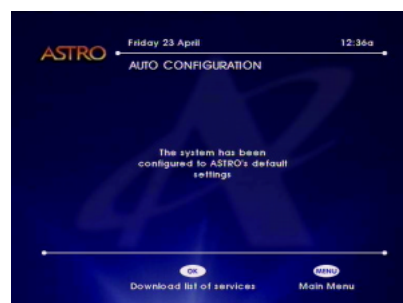 ASTRO
Friday 23 April 12:36a
AUTO CONFIGURATION
The system has been
configured to ASTRO's default
settings
OK MENU
Download list of services Main Menu